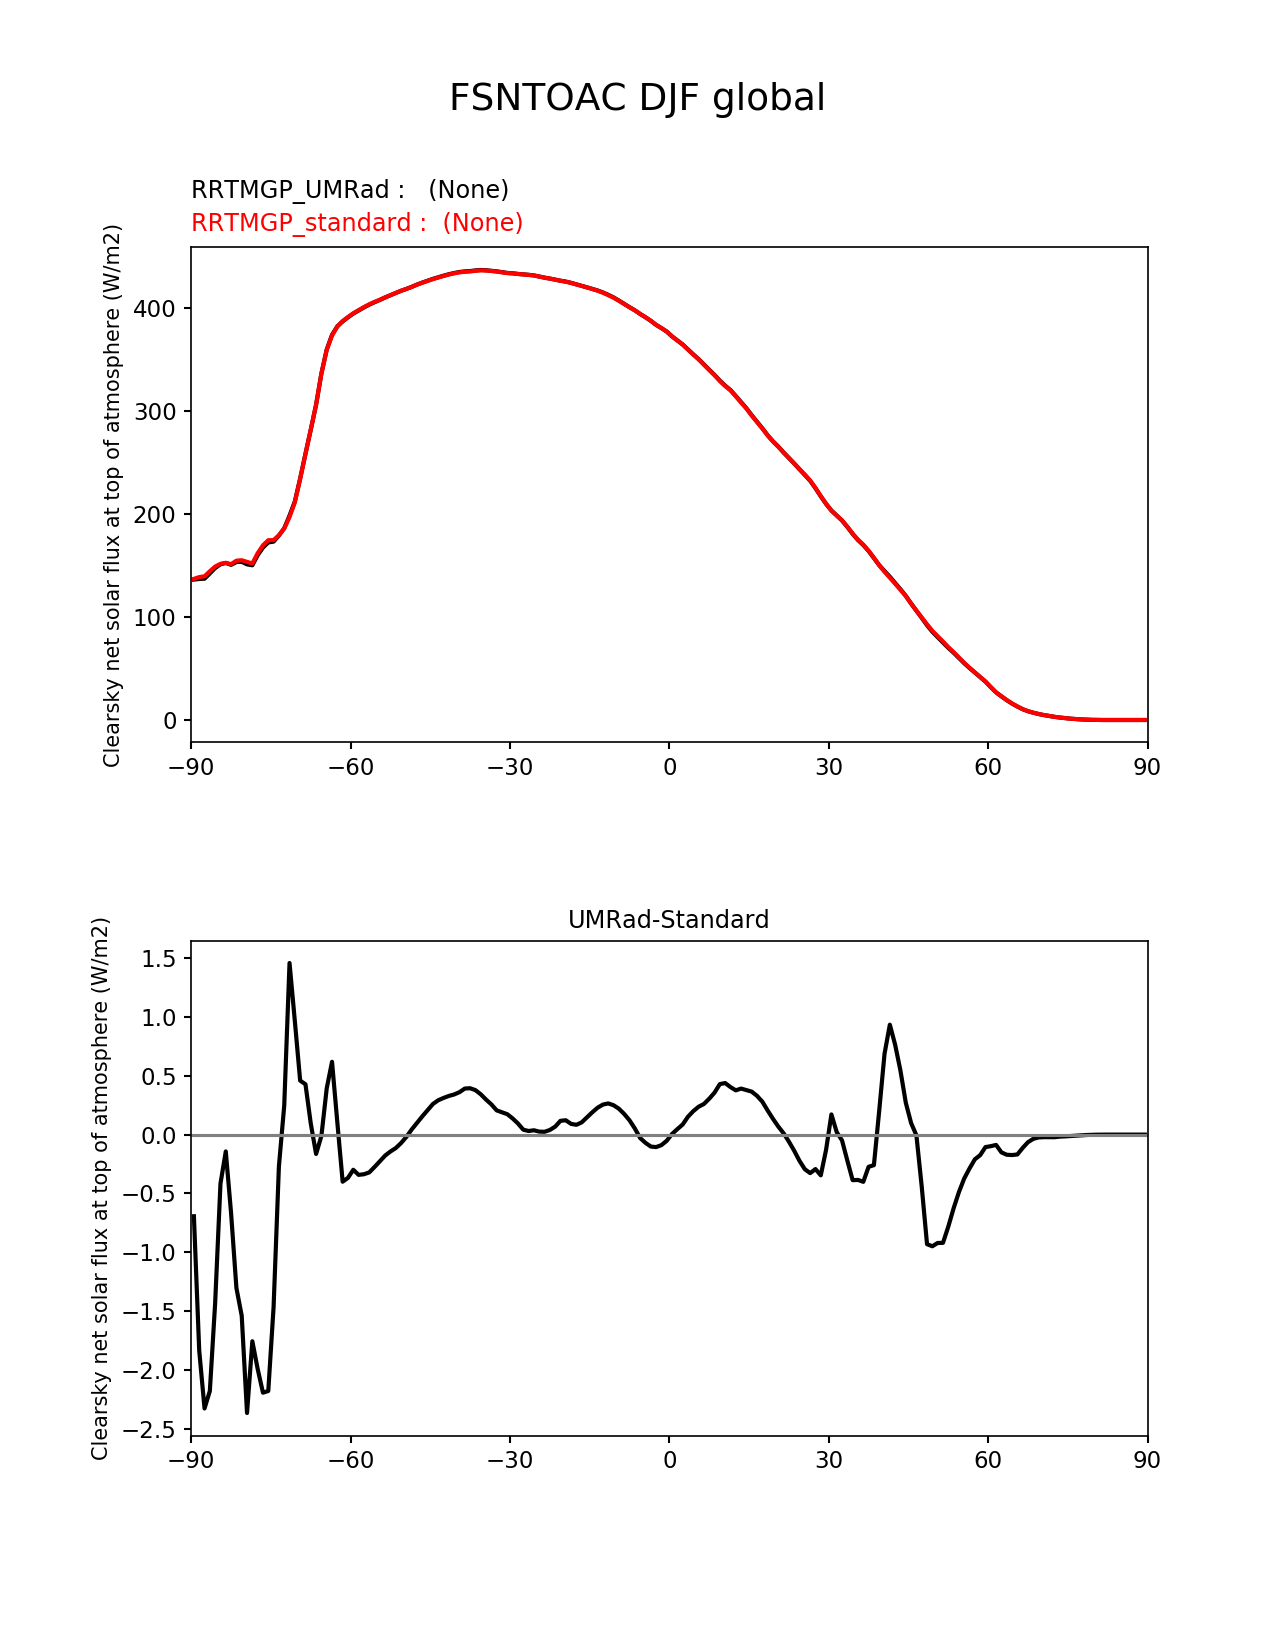 FSNTOAC DJF global
RRTMGP_UMRad :   (None)
RRTMGP_standard :  (None)
Clearsky net solar flux at top of atmosphere (W/m2)
400
300
200
100
0
−90 −60 −30 0 30 60 90
UMRad-Standard
Clearsky net solar flux at top of atmosphere (W/m2)
1.5
1.0
0.5
0.0
−0.5
−1.0
−1.5
−2.0
−2.5
−90 −60 −30 0 30 60 90